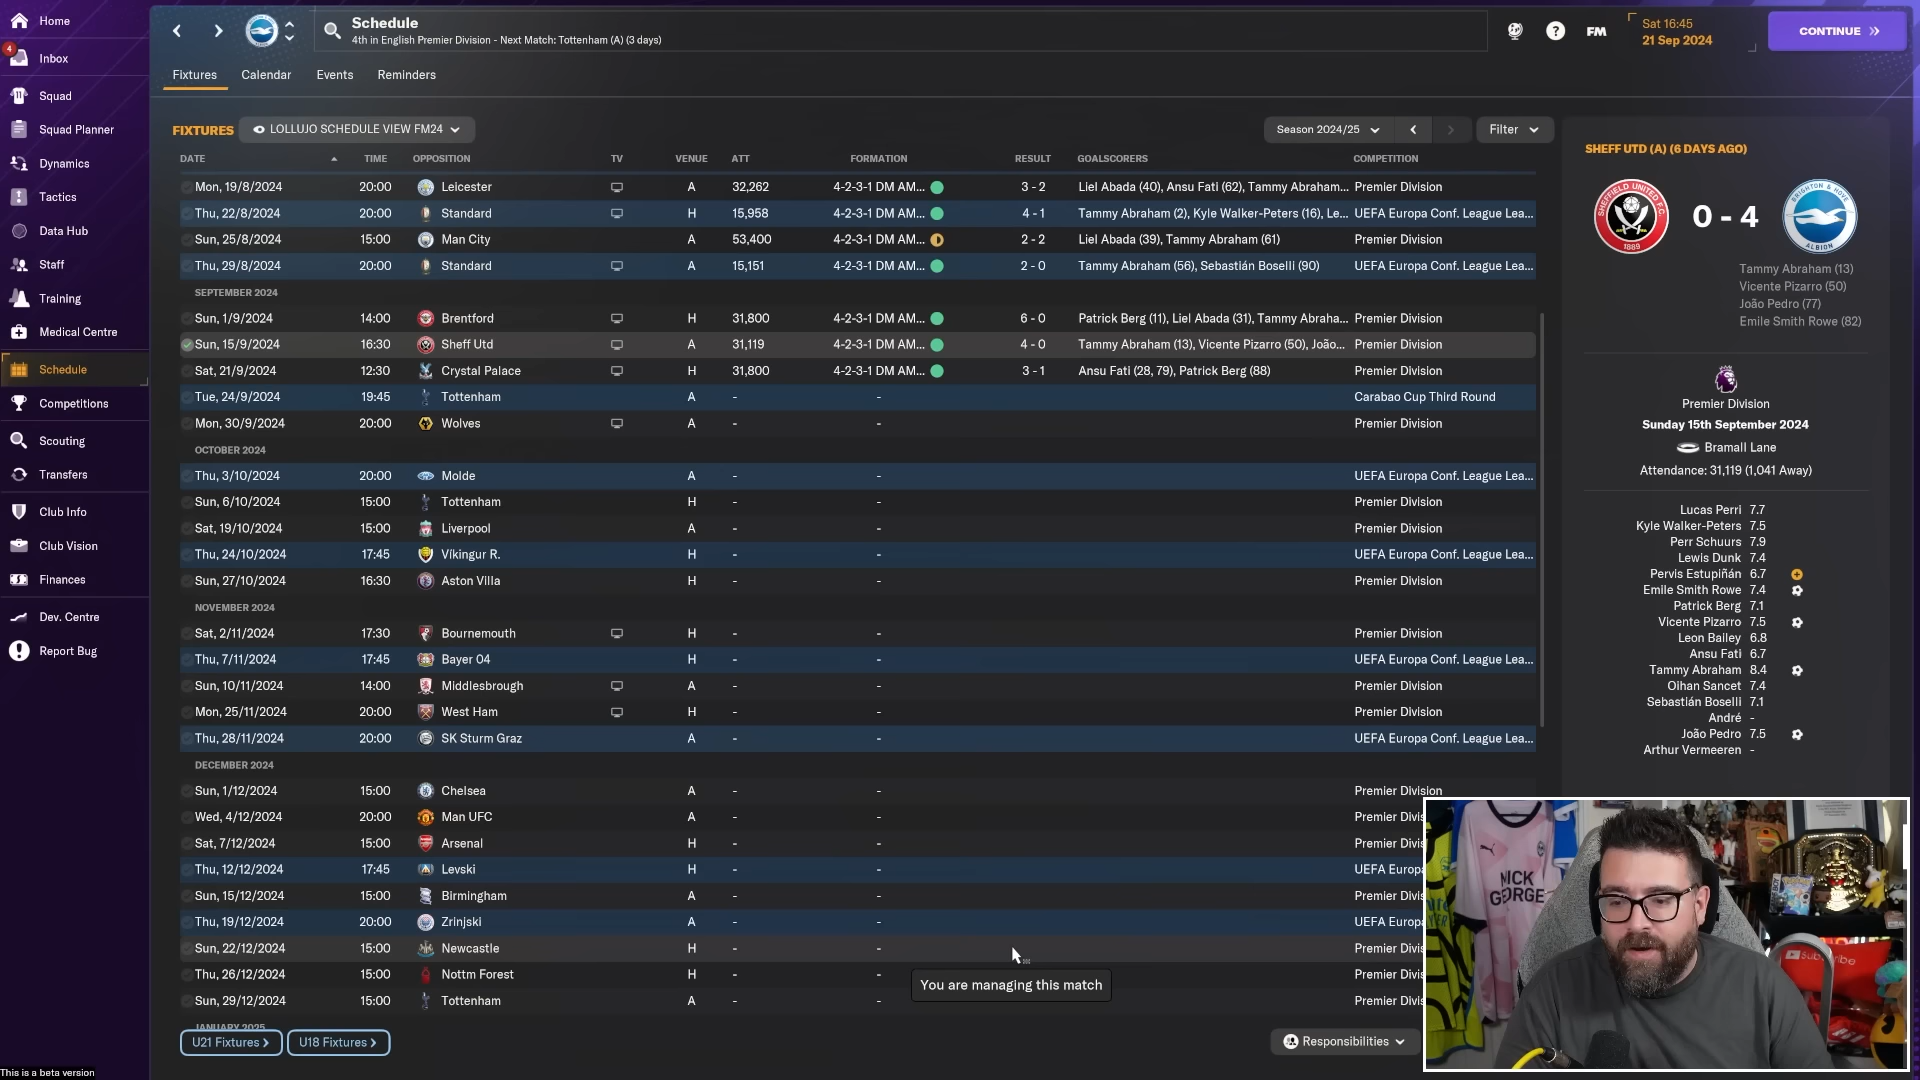 Home
4
Inbox
Squad
Squad Planner
Dynamics
Tactics
Data Hub
Staff
Training
Medical Centre
Schedule
Competitions
Scouting
Transfers
Club Info
Club Vision
Finances
Dev. Centre
Report Bug
This is a beta version
Schedule
4th in English Premier Division - Next Match: Tottenham (A) (3 days)
FM
Sat 16:45
21 Sep 2024
CONTINUE
Fixtures Calendar Events Reminders
FIXTURES LOLLUJO SCHEDULE VIEW FM24 Season 2024/25 Filter
DATE TIME OPPOSITION TV VENUE ATT FORMATION RESULT GOALSCORERS COMPETITION
Mon, 19/8/2024 20:00 Leicester A 32,262 4-2-3-1 DM AM... 3 - 2 Liel Abada (40), Ansu Fati (62), Tammy Abraham... Premier Division
Thu, 22/8/2024 20:00 Standard H 15,958 4-2-3-1 DM AM... 4 - 1 Tammy Abraham (2), Kyle Walker-Peters (16), Le... UEFA Europa Conf. League Lea...
Sun, 25/8/2024 15:00 Man City A 53,400 4-2-3-1 DM AM... 2 - 2 Liel Abada (39), Tammy Abraham (61) Premier Division
Thu, 29/8/2024 20:00 Standard A 15,151 4-2-3-1 DM AM... 2 - 0 Tammy Abraham (56), Sebastián Boselli (90) UEFA Europa Conf. League Lea...
SEPTEMBER 2024
Sun, 1/9/2024 14:00 Brentford H 31,800 4-2-3-1 DM AM... 6 - 0 Patrick Berg (11), Liel Abada (31), Tammy Abraha... Premier Division
Sun, 15/9/2024 16:30 Sheff Utd A 31,119 4-2-3-1 DM AM... 4 - 0 Tammy Abraham (13), Vicente Pizarro (50), João... Premier Division
Sat, 21/9/2024 12:30 Crystal Palace H 31,800 4-2-3-1 DM AM... 3 - 1 Ansu Fati (28, 79), Patrick Berg (88) Premier Division
Tue, 24/9/2024 19:45 Tottenham A - - Carabao Cup Third Round
Mon, 30/9/2024 20:00 Wolves A - - Premier Division
OCTOBER 2024
Thu, 3/10/2024 20:00 Molde A - - UEFA Europa Conf. League Lea...
Sun, 6/10/2024 15:00 Tottenham H - - Premier Division
Sat, 19/10/2024 15:00 Liverpool A - - Premier Division
Thu, 24/10/2024 17:45 Víkingur R. H - - UEFA Europa Conf. League Lea...
Sun, 27/10/2024 16:30 Aston Villa H - - Premier Division
NOVEMBER 2024
Sat, 2/11/2024 17:30 Bournemouth H - - Premier Division
Thu, 7/11/2024 17:45 Bayer 04 H - - UEFA Europa Conf. League Lea...
Sun, 10/11/2024 14:00 Middlesbrough A - - Premier Division
Mon, 25/11/2024 20:00 West Ham H - - Premier Division
Thu, 28/11/2024 20:00 SK Sturm Graz A - - UEFA Europa Conf. League Lea...
DECEMBER 2024
Sun, 1/12/2024 15:00 Chelsea A - - Premier Division
Wed, 4/12/2024 20:00 Man UFC A - - Premier Divis
Sat, 7/12/2024 15:00 Arsenal H - - Premier Divis
Thu, 12/12/2024 17:45 Levski H - - UEFA Europa
Sun, 15/12/2024 15:00 Birmingham A - - Premier Divis
Thu, 19/12/2024 20:00 Zrinjski A - - UEFA Europa
Sun, 22/12/2024 15:00 Newcastle H - - Premier Divis
Thu, 26/12/2024 15:00 Nottm Forest H - - Premier Divis
Sun, 29/12/2024 15:00 Tottenham A - - Premier Divis
You are managing this match
JANUARY 2025
U21 Fixtures U18 Fixtures Responsibilities
SHEFF UTD (A) (6 DAYS AGO)
SHEFFIELD UNITED F.C.
1889
0 - 4
BRIGHTON & HOVE
ALBION
Tammy Abraham (13)
Vicente Pizarro (50)
João Pedro (77)
Emile Smith Rowe (82)
Premier Division
Sunday 15th September 2024
Bramall Lane
Attendance: 31,119 (1,041 Away)
Lucas Perri 7.7
Kyle Walker-Peters 7.5
Perr Schuurs 7.9
Lewis Dunk 7.4
Pervis Estupiñán 6.7
Emile Smith Rowe 7.4
Patrick Berg 7.1
Vicente Pizarro 7.5
Leon Bailey 6.8
Ansu Fati 6.7
Tammy Abraham 8.4
Oihan Sancet 7.4
Sebastián Boselli 7.1
André -
João Pedro 7.5
Arthur Vermeeren -
NICK
GEORGE